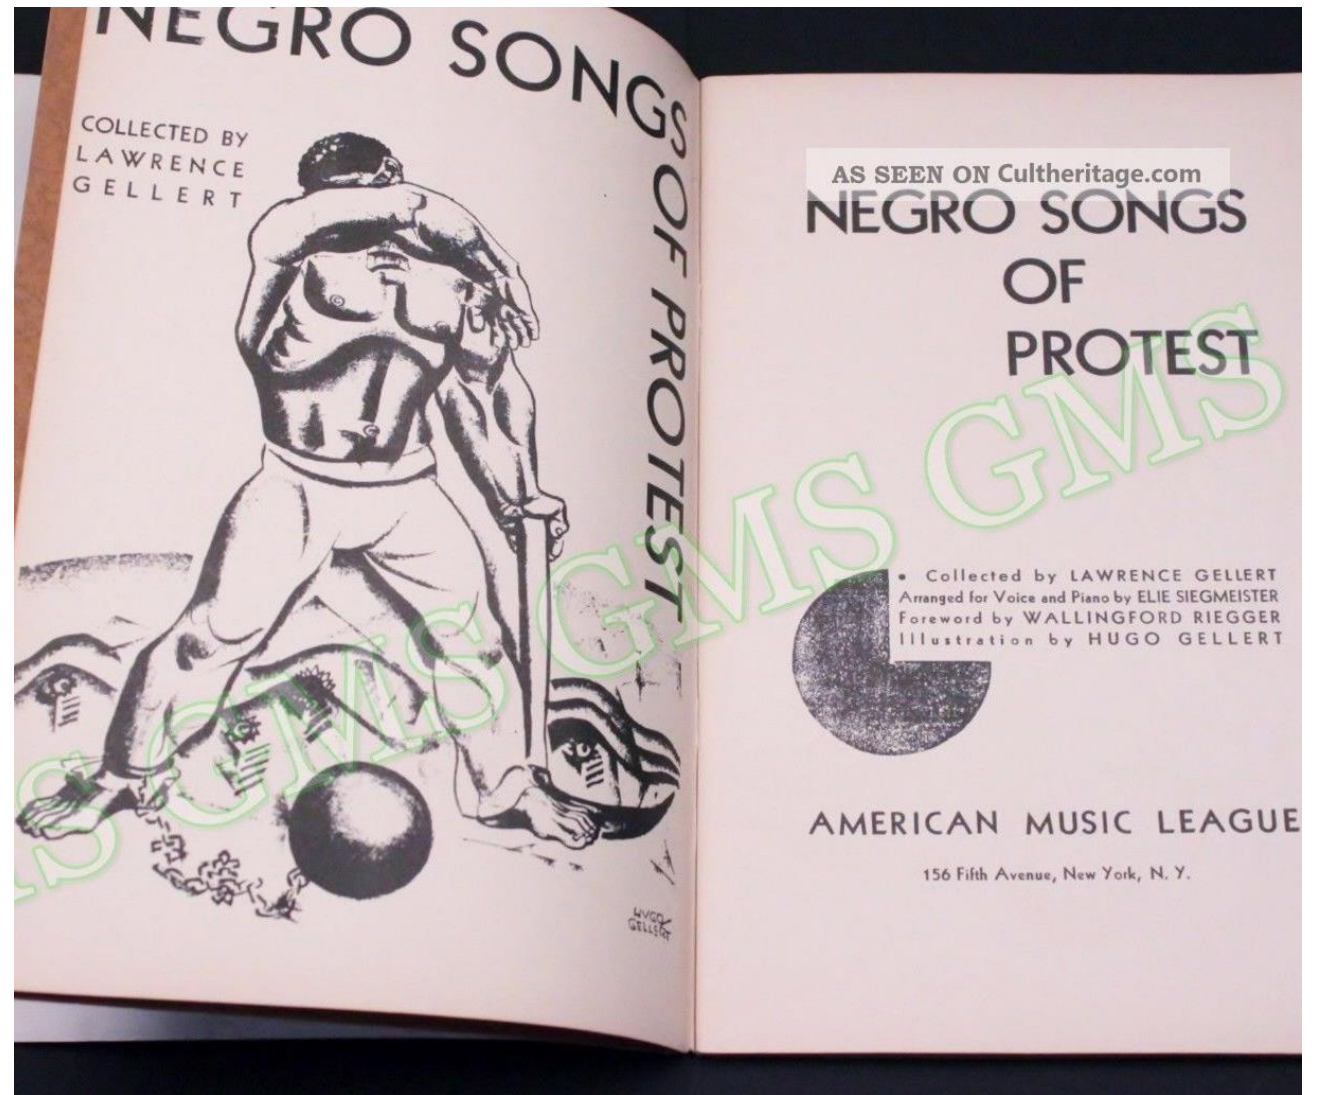 NEGRO SONGS OF PROTEST
COLLECTED BY
LAWRENCE
GELLERT
HUGO
GELLERT
AS SEEN ON Cultheritage.com
NEGRO SONGS
OF
PROTEST
• Collected by LAWRENCE GELLERT
Arranged for Voice and Piano by ELIE SIEGMEISTER
Foreword by WALLINGFORD RIEGGER
Illustration by HUGO GELLERT
AMERICAN MUSIC LEAGUE
156 Fifth Avenue, New York, N. Y.
GMS GMS GMS GMS